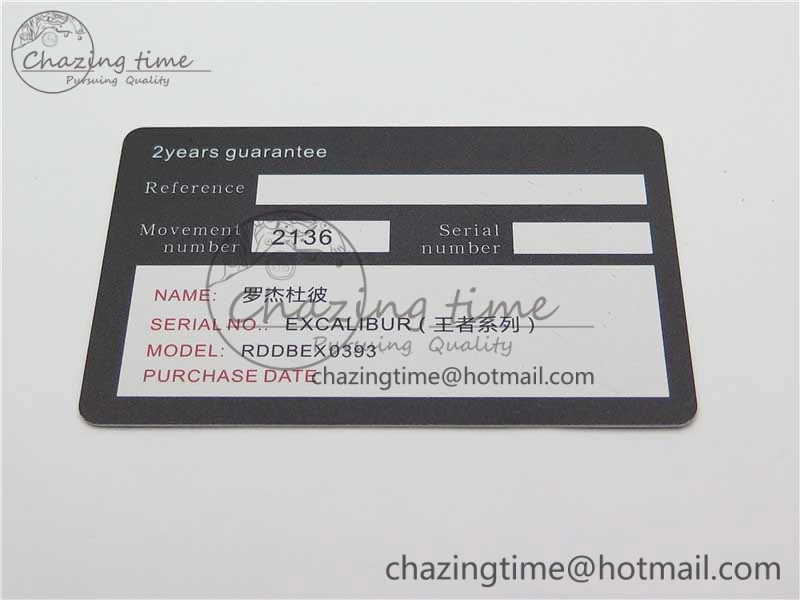 Chazing time
Pursuing Quality
2years guarantee
Reference
Movement number 2136
Serial number
Chazing time
Pursuing Quality
NAME: 罗杰杜彼
SERIAL NO.: EXCALIBUR ( 王者系列 )
MODEL: RDDBEX0393
PURCHASE DATE
chazingtime@hotmail.com
chazingtime@hotmail.com